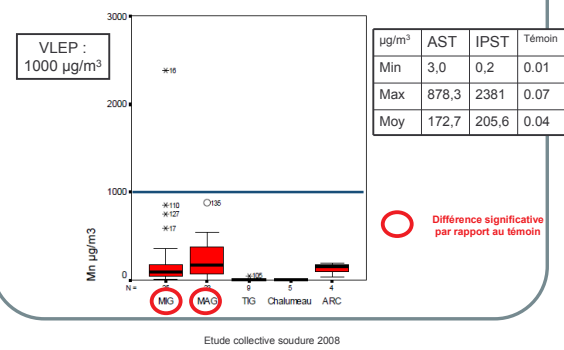 VLEP :
1000 µg/m³
3000
2000
1000
0
Mn µg/m3
16
110
127
17
135
105
N =
9
5
4
MIG MAG TIG Chalumeau ARC
µg/m³ AST IPST Témoin
Min 3,0 0,2 0.01
Max 878,3 2381 0.07
Moy 172,7 205,6 0.04
Différence significative
par rapport au témoin
Etude collective soudure 2008